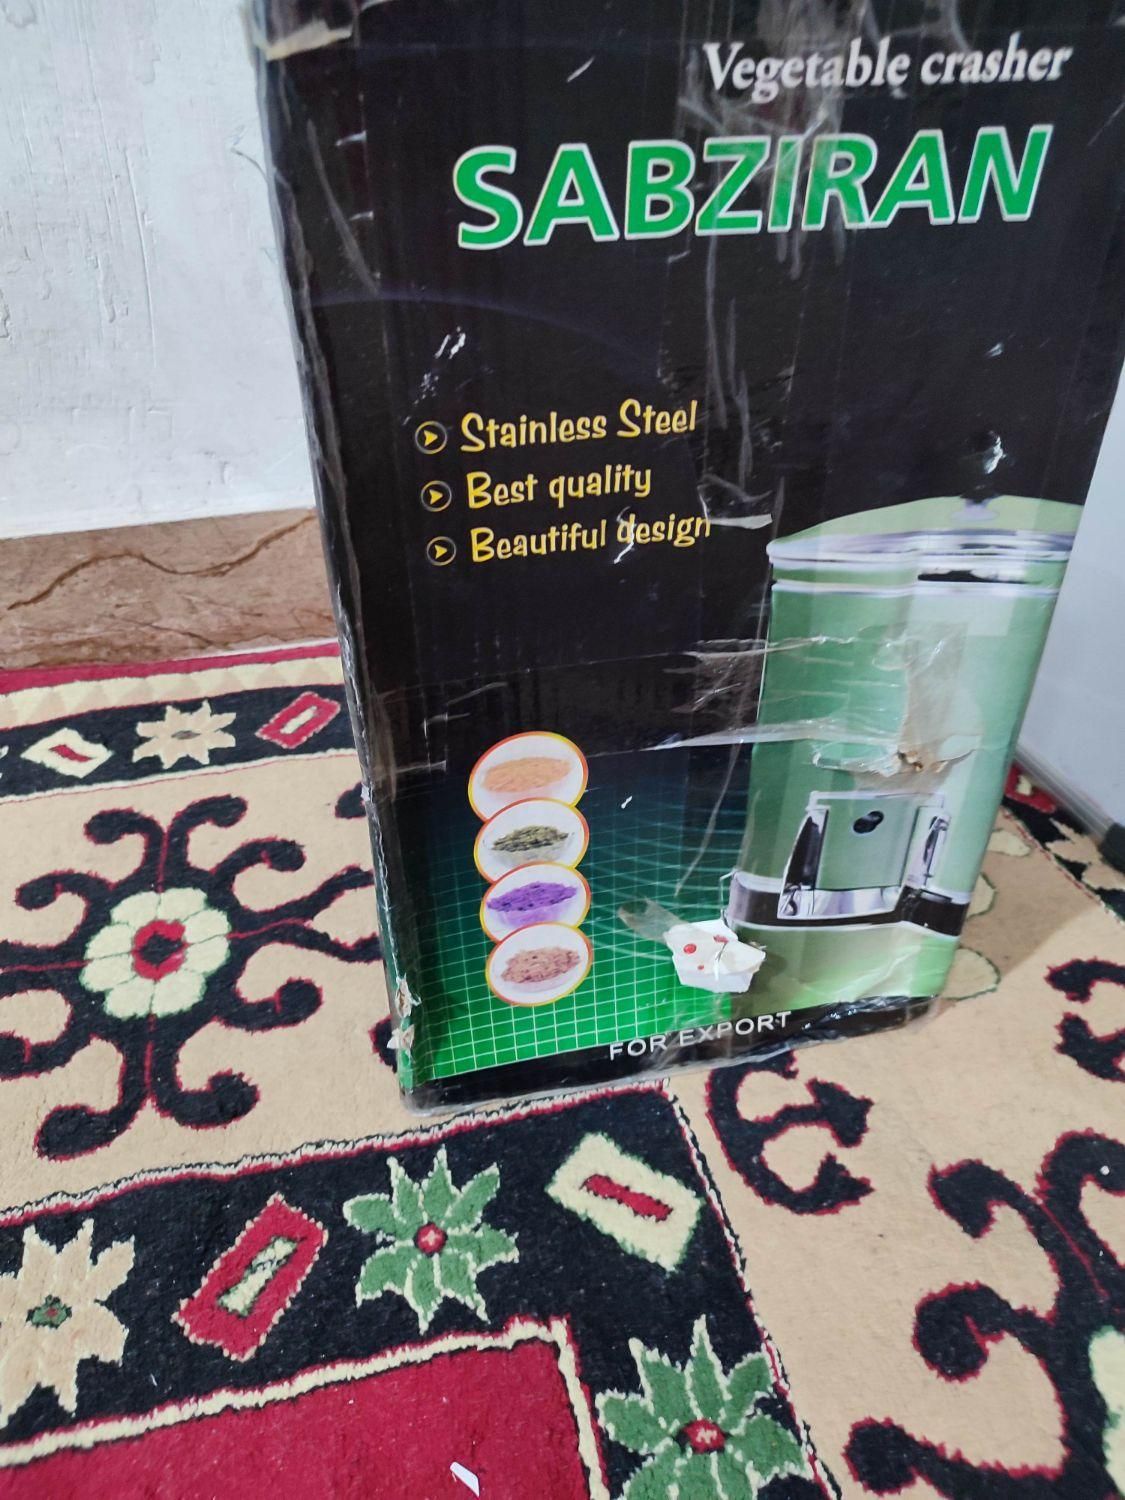 Vegetable crasher
SABZIRAN
Stainless Steel
Best quality
Beautiful design
FOR EXPORT